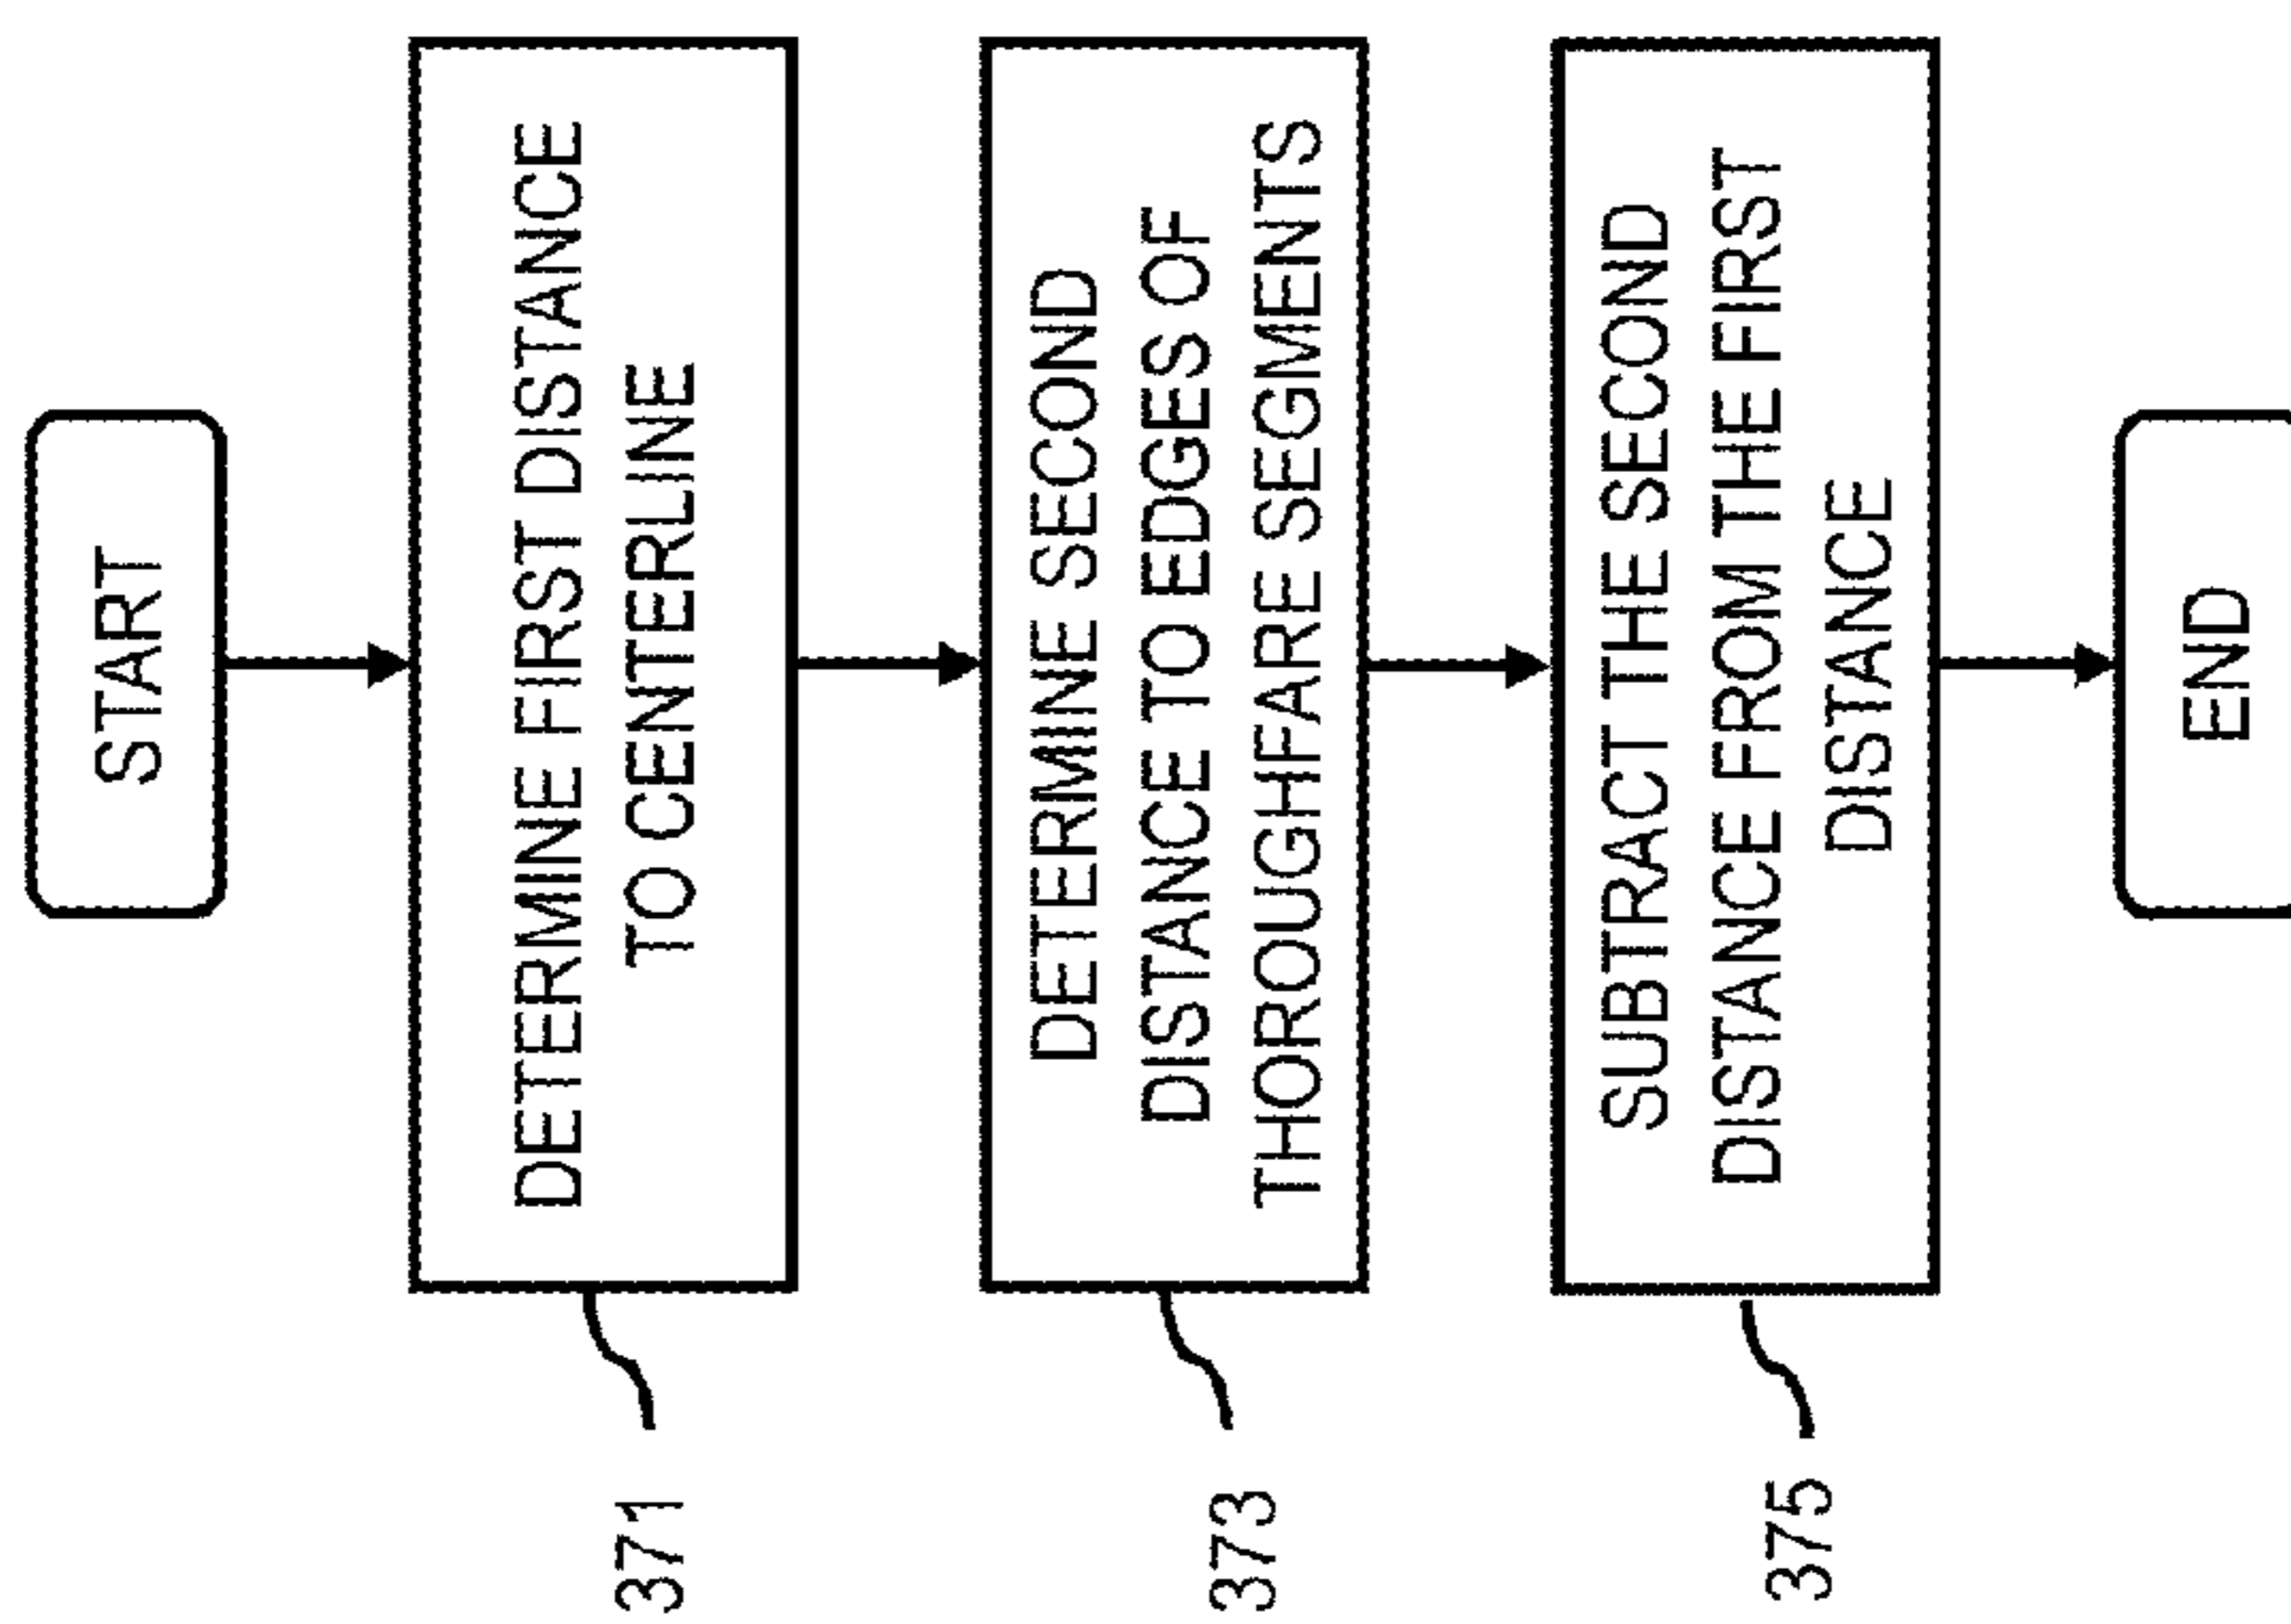 START
DETERMINE FIRST DISTANCE
TO CENTERLINE
371
DETERMINE SECOND
DISTANCE TO EDGES OF
THOROUGHFARE SEGMENTS
373
SUBTRACT THE SECOND
DISTANCE FROM THE FIRST
DISTANCE
375
END